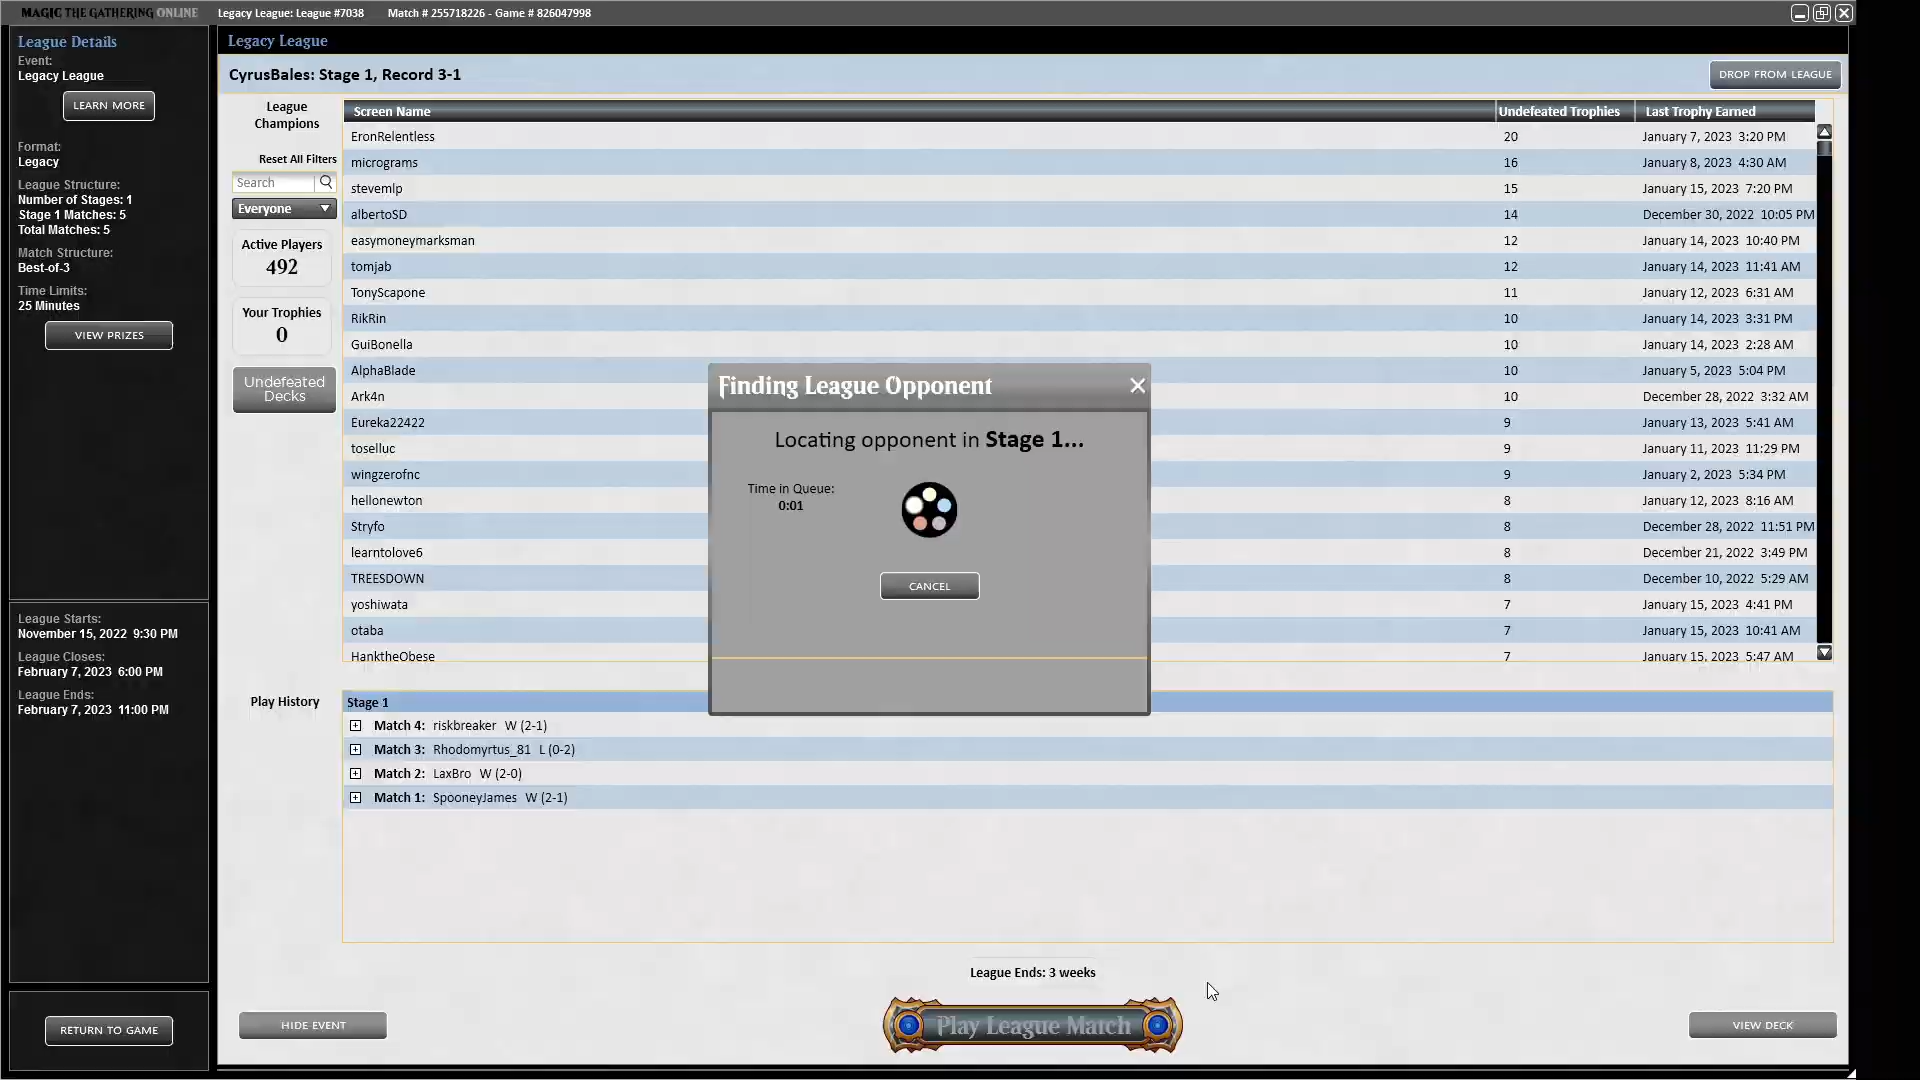 MAGIC THE GATHERING ONLINE
Legacy League: League #7038
Match # 255718226 - Game # 826047998
League Details
Event:
Legacy League
LEARN MORE
Format:
Legacy
League Structure:
Number of Stages: 1
Stage 1 Matches: 5
Total Matches: 5
Match Structure:
Best-of-3
Time Limits:
25 Minutes
VIEW PRIZES
League Starts:
November 15, 2022 9:30 PM
League Closes:
February 7, 2023 6:00 PM
League Ends:
February 7, 2023 11:00 PM
RETURN TO GAME
Legacy League
CyrusBales: Stage 1, Record 3-1
DROP FROM LEAGUE
League
Champions
Reset All Filters
Search
Everyone
Active Players
492
Your Trophies
0
Undefeated
Decks
Screen Name Undefeated Trophies Last Trophy Earned
EronRelentless 20 January 7, 2023 3:20 PM
micrograms 16 January 8, 2023 4:30 AM
stevemlp 15 January 15, 2023 7:20 PM
albertoSD 14 December 30, 2022 10:05 PM
easymoneymarksman 12 January 14, 2023 10:40 PM
tomjab 12 January 14, 2023 11:41 AM
TonyScapone 11 January 12, 2023 6:31 AM
RikRin 10 January 14, 2023 3:31 PM
GuiBonella 10 January 14, 2023 2:28 AM
AlphaBlade 10 January 5, 2023 5:04 PM
Ark4n 10 December 28, 2022 3:32 AM
Eureka22422 9 January 13, 2023 5:41 AM
toselluc 9 January 11, 2023 11:29 PM
wingzerofnc 9 January 2, 2023 5:34 PM
hellonewton 8 January 12, 2023 8:16 AM
Stryfo 8 December 28, 2022 11:51 PM
learntolove6 8 December 21, 2022 3:49 PM
TREESDOWN 8 December 10, 2022 5:29 AM
yoshiwata 7 January 15, 2023 4:41 PM
otaba 7 January 15, 2023 10:41 AM
HanktheObese 7 January 15, 2023 5:47 AM
Finding League Opponent
Locating opponent in Stage 1...
Time in Queue:
0:01
CANCEL
Play History
Stage 1
Match 4: riskbreaker W (2-1)
Match 3: Rhodomyrtus_81 L (0-2)
Match 2: LaxBro W (2-0)
Match 1: SpooneyJames W (2-1)
League Ends: 3 weeks
HIDE EVENT
Play League Match
VIEW DECK